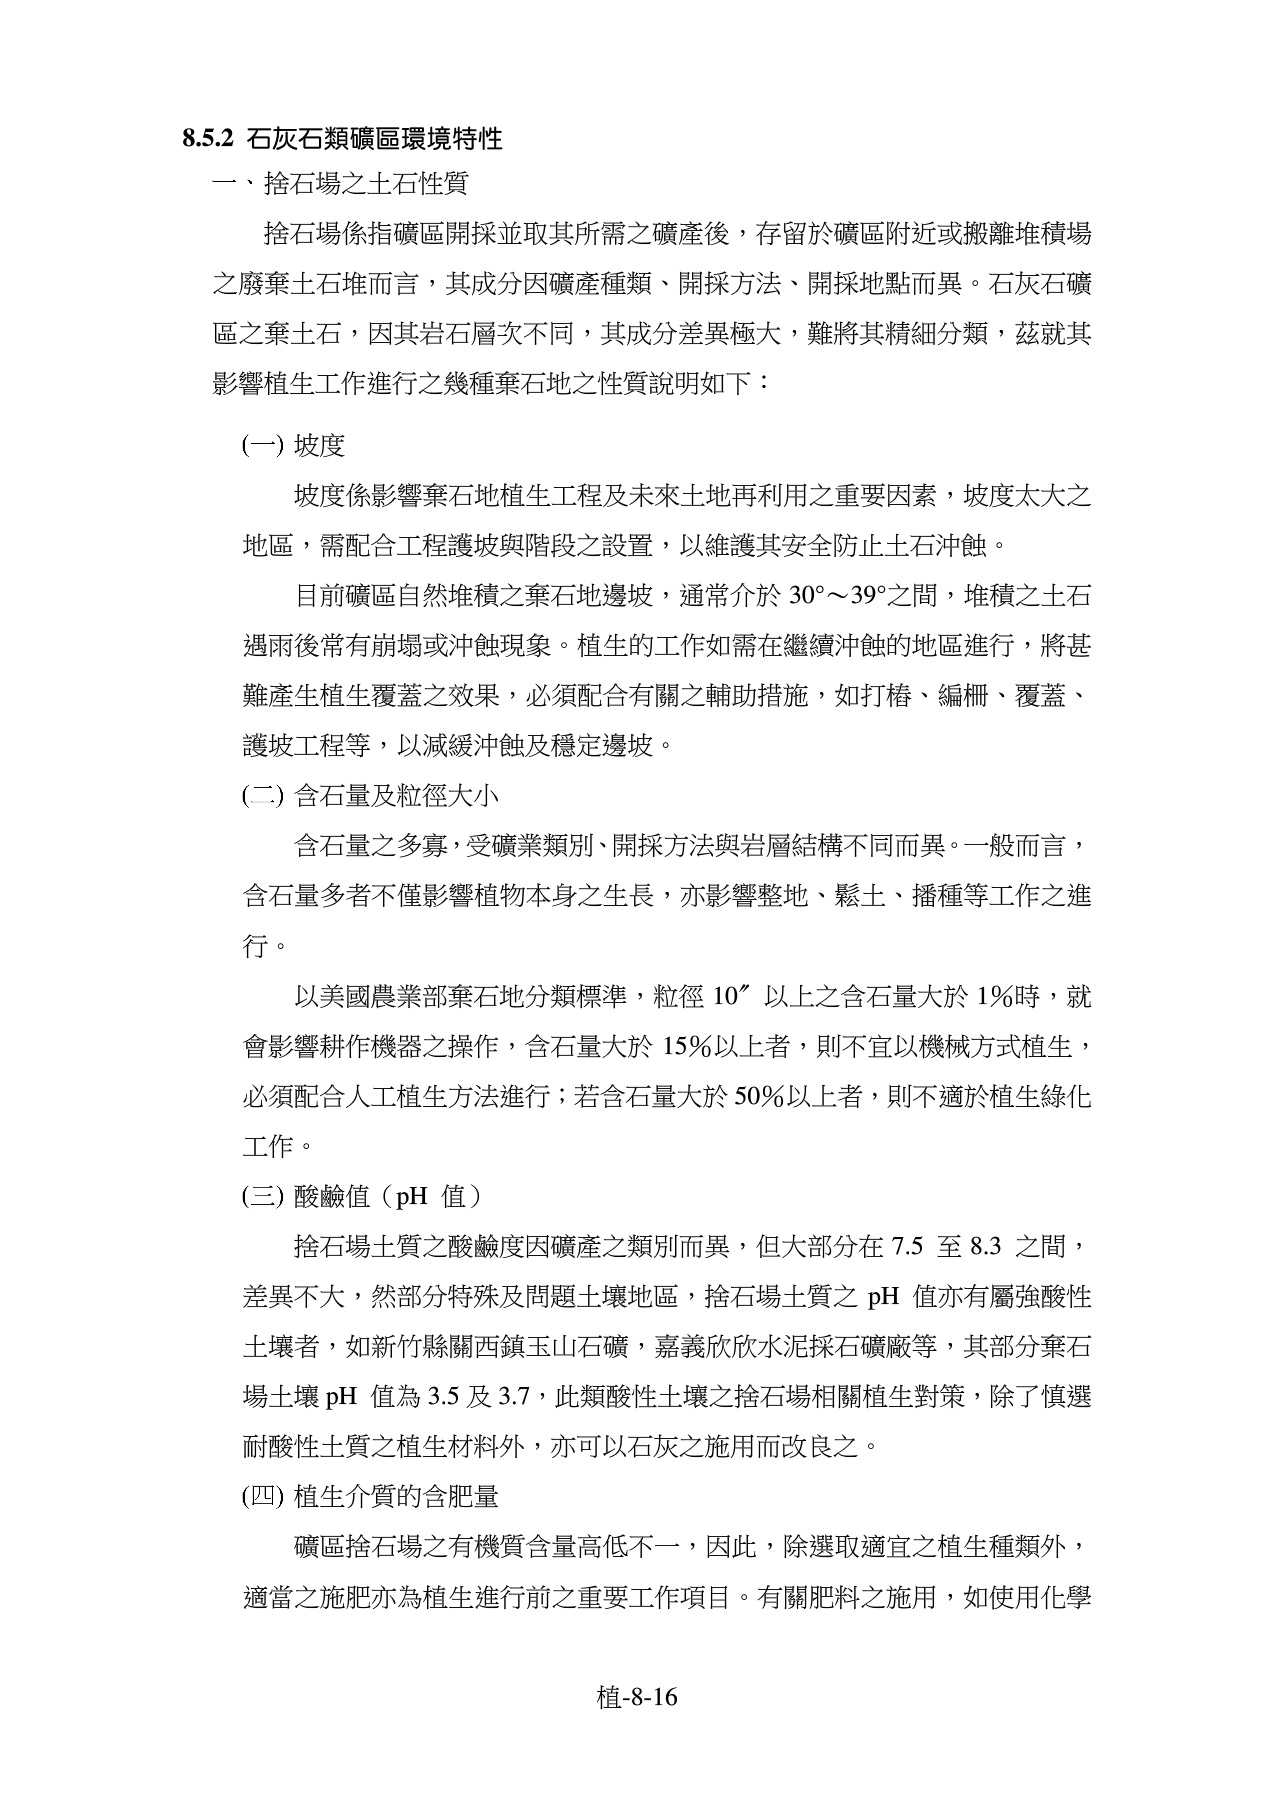 8.5.2 石灰石類礦區環境特性
一、捨石場之土石性質
捨石場係指礦區開採並取其所需之礦產後，存留於礦區附近或搬離堆積場
之廢棄土石堆而言，其成分因礦產種類、開採方法、開採地點而異。石灰石礦
區之棄土石，因其岩石層次不同，其成分差異極大，難將其精細分類，茲就其
影響植生工作進行之幾種棄石地之性質說明如下：
(一) 坡度
坡度係影響棄石地植生工程及未來土地再利用之重要因素，坡度太大之
地區，需配合工程護坡與階段之設置，以維護其安全防止土石沖蝕。
目前礦區自然堆積之棄石地邊坡，通常介於 30°～39°之間，堆積之土石
遇雨後常有崩塌或沖蝕現象。植生的工作如需在繼續沖蝕的地區進行，將甚
難產生植生覆蓋之效果，必須配合有關之輔助措施，如打樁、編柵、覆蓋、
護坡工程等，以減緩沖蝕及穩定邊坡。
(二) 含石量及粒徑大小
含石量之多寡，受礦業類別、開採方法與岩層結構不同而異。一般而言，
含石量多者不僅影響植物本身之生長，亦影響整地、鬆土、播種等工作之進
行。
以美國農業部棄石地分類標準，粒徑 10″ 以上之含石量大於 1%時，就
會影響耕作機器之操作，含石量大於 15%以上者，則不宜以機械方式植生，
必須配合人工植生方法進行；若含石量大於 50%以上者，則不適於植生綠化
工作。
(三) 酸鹼值（pH 值）
捨石場土質之酸鹼度因礦產之類別而異，但大部分在 7.5 至 8.3 之間，
差異不大，然部分特殊及問題土壤地區，捨石場土質之 pH 值亦有屬強酸性
土壤者，如新竹縣關西鎮玉山石礦，嘉義欣欣水泥採石礦廠等，其部分棄石
場土壤 pH 值為 3.5 及 3.7，此類酸性土壤之捨石場相關植生對策，除了慎選
耐酸性土質之植生材料外，亦可以石灰之施用而改良之。
(四) 植生介質的含肥量
礦區捨石場之有機質含量高低不一，因此，除選取適宜之植生種類外，
適當之施肥亦為植生進行前之重要工作項目。有關肥料之施用，如使用化學
植-8-16